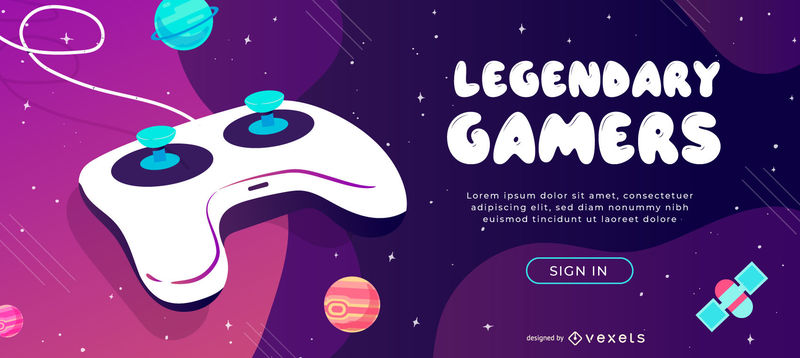 LEGENDARY
GAMERS
Lorem ipsum dolor sit amet, consectetuer
adipiscing elit, sed diam nonummy nibh
euismod tincidunt ut laoreet dolore
SIGN IN
designed by vexels